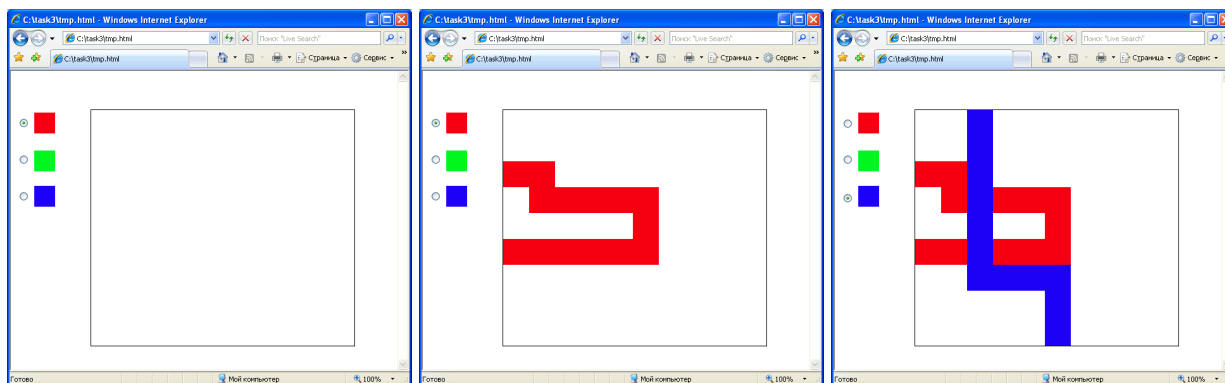 C:\task3\tmp.html - Windows Internet Explorer
C:\task3\tmp.html
Поиск "Live Search"
C:\task3\tmp.html
Страница
Сервис
»
Готово
Мой компьютер
100%
C:\task3\tmp.html - Windows Internet Explorer
C:\task3\tmp.html
Поиск "Live Search"
C:\task3\tmp.html
Страница
Сервис
»
Готово
Мой компьютер
100%
C:\task3\tmp.html - Windows Internet Explorer
C:\task3\tmp.html
Поиск "Live Search"
C:\task3\tmp.html
Страница
Сервис
»
Готово
Мой компьютер
100%